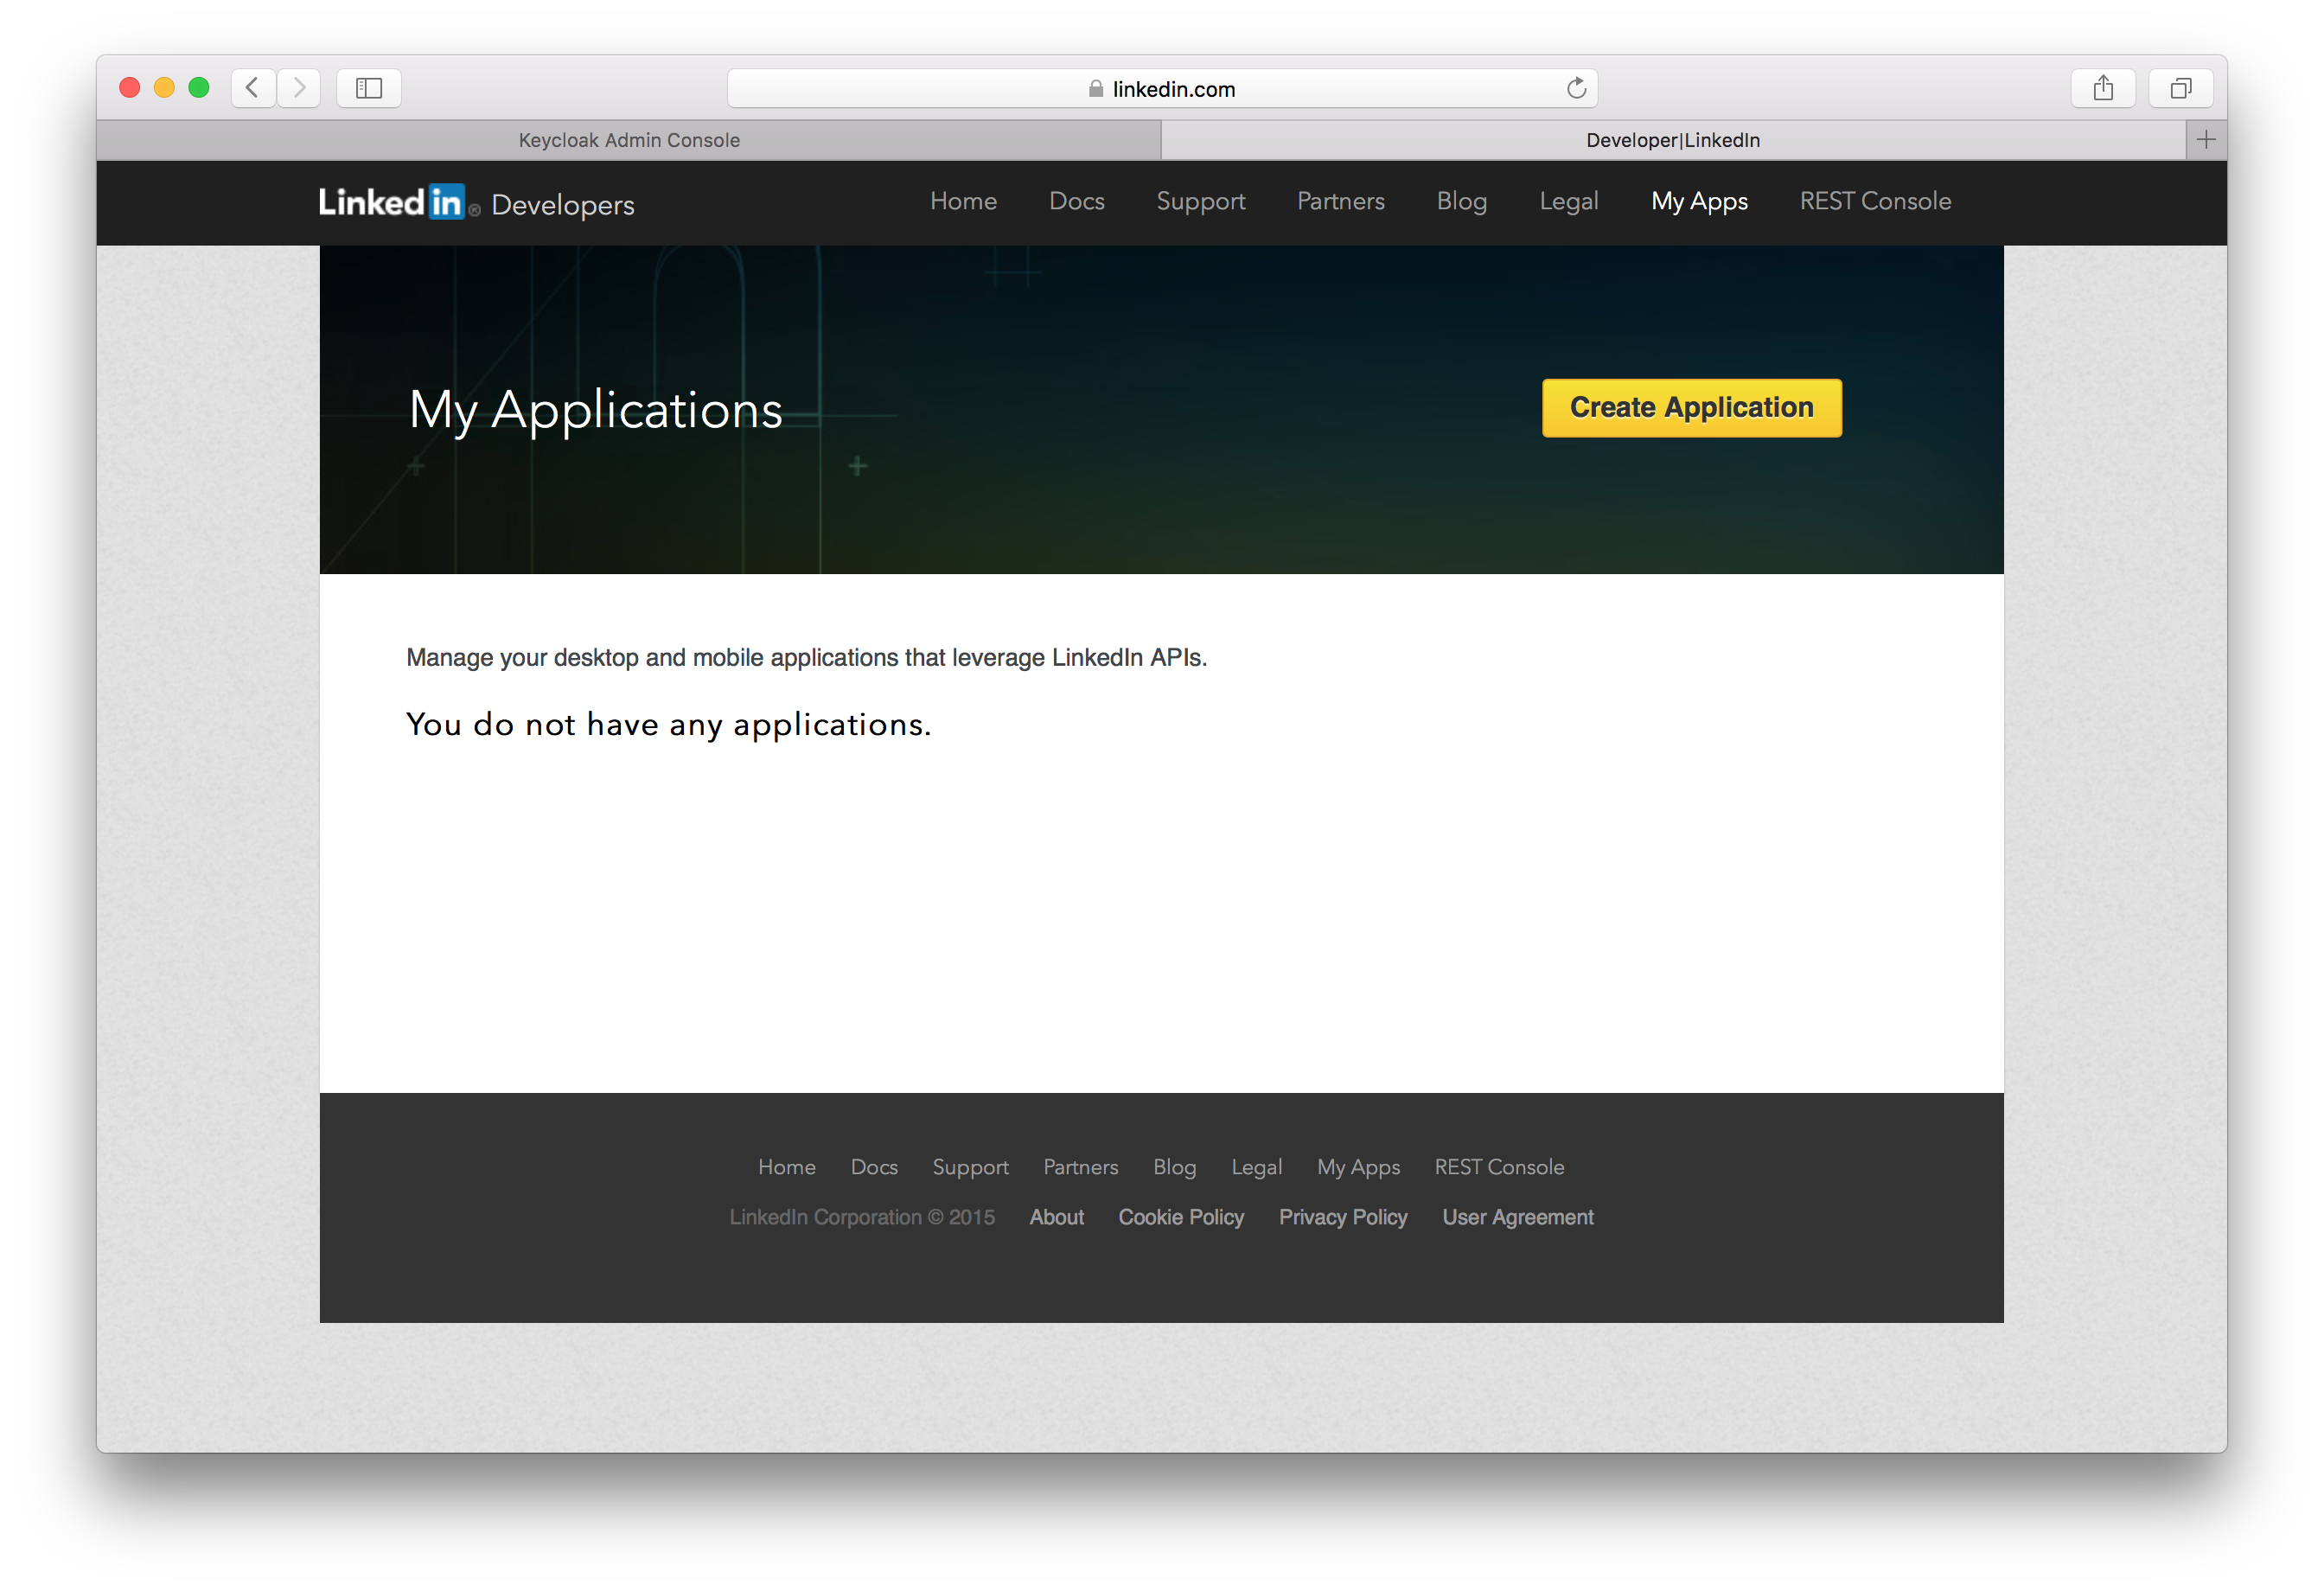 linkedin.com
Keycloak Admin Console
Developer|LinkedIn
Linked in ® Developers
Home Docs Support Partners Blog Legal My Apps REST Console
My Applications
Create Application
Manage your desktop and mobile applications that leverage LinkedIn APIs.
You do not have any applications.
Home Docs Support Partners Blog Legal My Apps REST Console
LinkedIn Corporation © 2015 About Cookie Policy Privacy Policy User Agreement